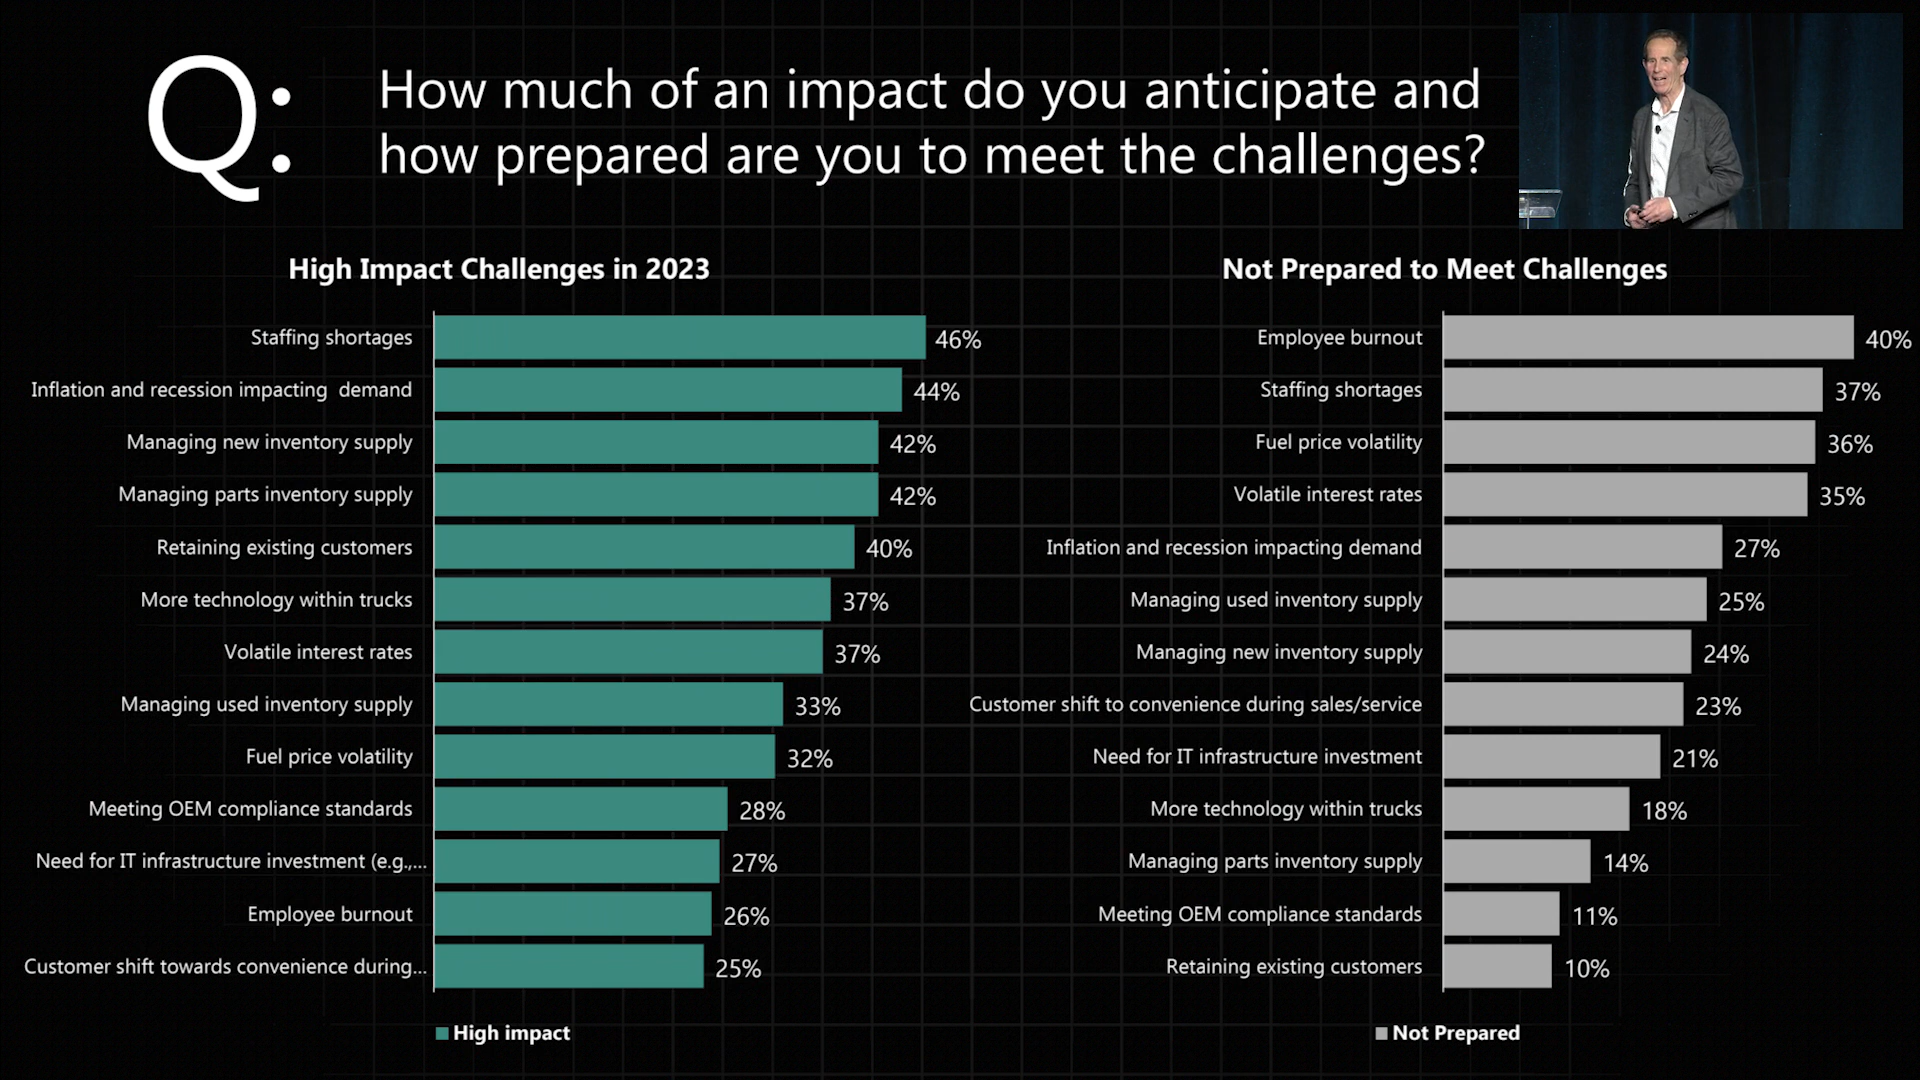 Q:
How much of an impact do you anticipate and
how prepared are you to meet the challenges?
High Impact Challenges in 2023
Staffing shortages 46%
Inflation and recession impacting  demand 44%
Managing new inventory supply 42%
Managing parts inventory supply 42%
Retaining existing customers 40%
More technology within trucks 37%
Volatile interest rates 37%
Managing used inventory supply 33%
Fuel price volatility 32%
Meeting OEM compliance standards 28%
Need for IT infrastructure investment (e.g.,... 27%
Employee burnout 26%
Customer shift towards convenience during... 25%
High impact
Not Prepared to Meet Challenges
Employee burnout 40%
Staffing shortages 37%
Fuel price volatility 36%
Volatile interest rates 35%
Inflation and recession impacting demand 27%
Managing used inventory supply 25%
Managing new inventory supply 24%
Customer shift to convenience during sales/service 23%
Need for IT infrastructure investment 21%
More technology within trucks 18%
Managing parts inventory supply 14%
Meeting OEM compliance standards 11%
Retaining existing customers 10%
Not Prepared